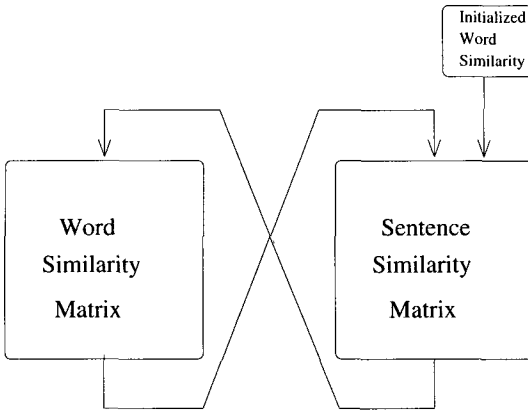 Initialized
Word
Similarity
Word
Similarity
Matrix
Sentence
Similarity
Matrix